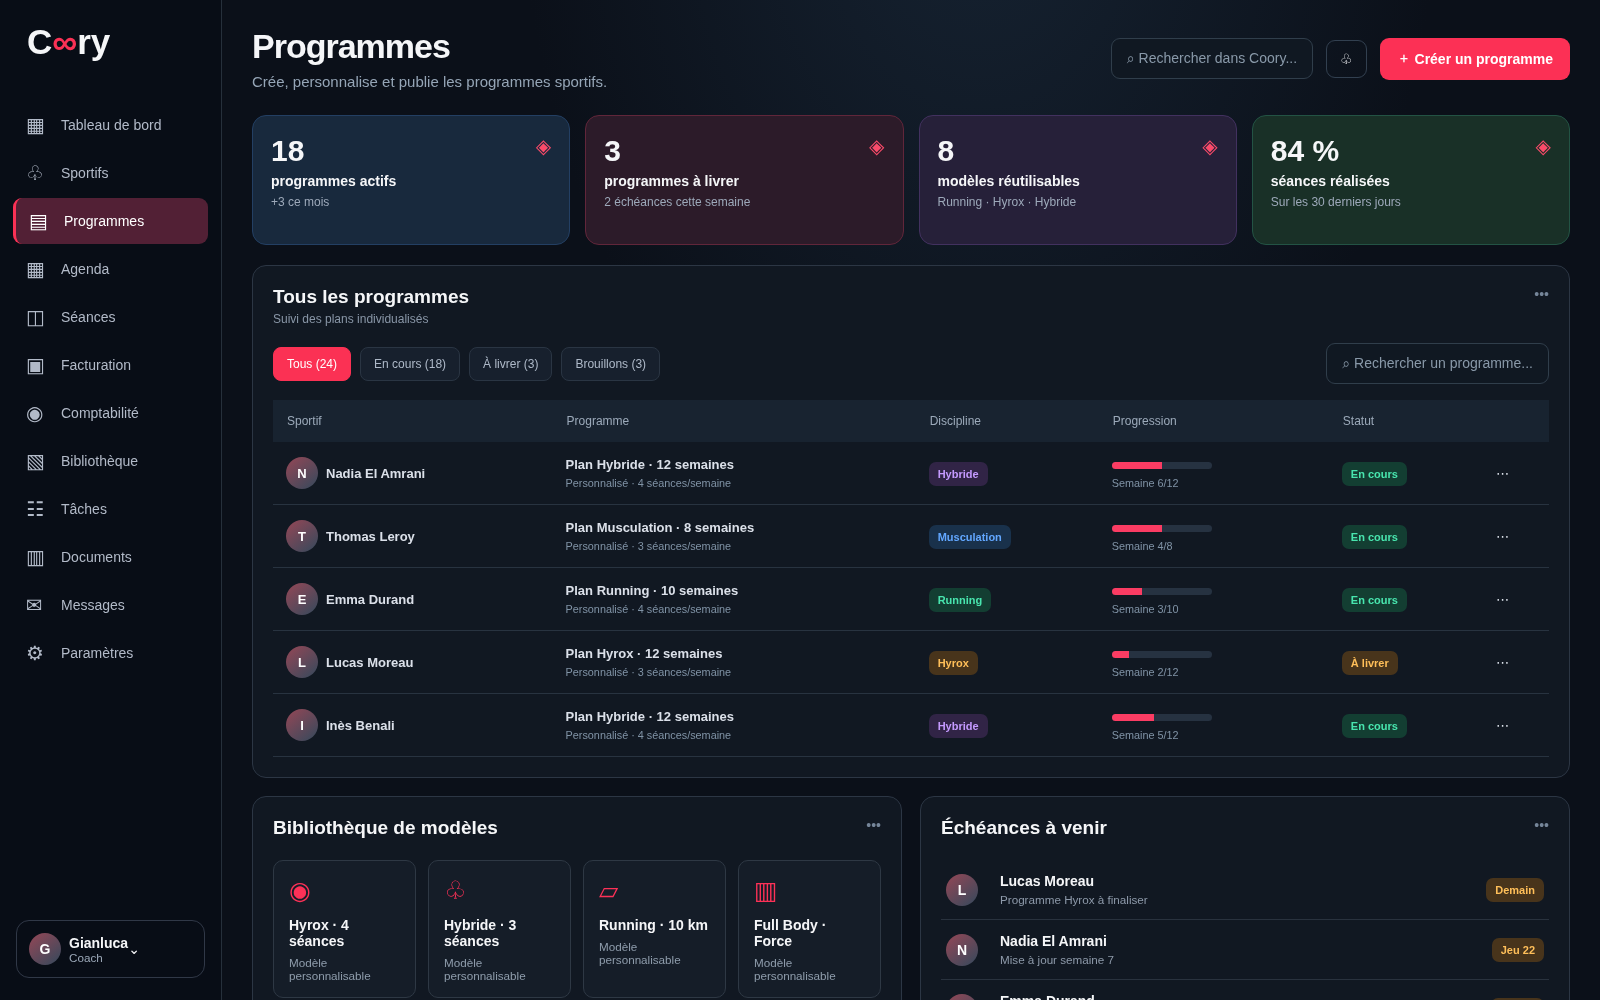 C∞ry
Tableau de bord
Sportifs
Programmes
Agenda
Séances
Facturation
Comptabilité
Bibliothèque
Tâches
Documents
Messages
Paramètres
G
Gianluca
Coach
Programmes
Crée, personnalise et publie les programmes sportifs.
Rechercher dans Coory...
+ Créer un programme
18
programmes actifs
+3 ce mois
3
programmes à livrer
2 échéances cette semaine
8
modèles réutilisables
Running · Hyrox · Hybride
84 %
séances réalisées
Sur les 30 derniers jours
Tous les programmes
•••
Suivi des plans individualisés
Tous (24) En cours (18) À livrer (3) Brouillons (3)
Rechercher un programme...
Sportif Programme Discipline Progression Statut
N Nadia El Amrani
Plan Hybride · 12 semaines
Personnalisé · 4 séances/semaine
Hybride
Semaine 6/12
En cours
⋯
T Thomas Leroy
Plan Musculation · 8 semaines
Personnalisé · 3 séances/semaine
Musculation
Semaine 4/8
En cours
⋯
E Emma Durand
Plan Running · 10 semaines
Personnalisé · 4 séances/semaine
Running
Semaine 3/10
En cours
⋯
L Lucas Moreau
Plan Hyrox · 12 semaines
Personnalisé · 3 séances/semaine
Hyrox
Semaine 2/12
À livrer
⋯
I Inès Benali
Plan Hybride · 12 semaines
Personnalisé · 4 séances/semaine
Hybride
Semaine 5/12
En cours
⋯
Bibliothèque de modèles
•••
Hyrox · 4
séances
Modèle
personnalisable
Hybride · 3
séances
Modèle
personnalisable
Running · 10 km
Modèle
personnalisable
Full Body ·
Force
Modèle
personnalisable
Échéances à venir
•••
L
Lucas Moreau
Programme Hyrox à finaliser
Demain
N
Nadia El Amrani
Mise à jour semaine 7
Jeu 22
Emma Durand